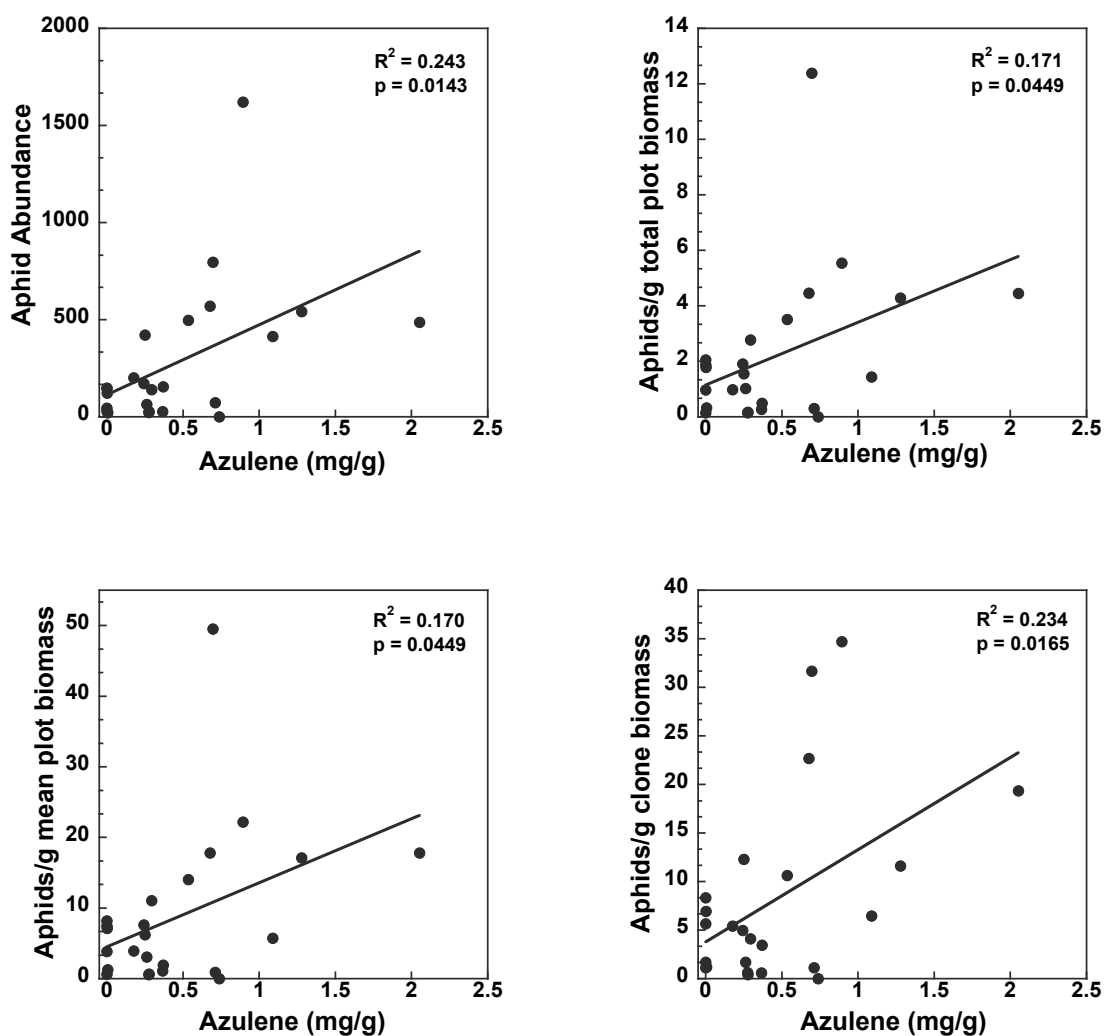 2000
1500
1000
500
0
Aphid Abundance
R² = 0.243
p = 0.0143
0 0.5 1 1.5 2 2.5
Azulene (mg/g)
14
12
10
8
6
4
2
0
Aphids/g total plot biomass
R² = 0.171
p = 0.0449
0 0.5 1 1.5 2 2.5
Azulene (mg/g)
50
40
30
20
10
0
Aphids/g mean plot biomass
R² = 0.170
p = 0.0449
0 0.5 1 1.5 2 2.5
Azulene (mg/g)
40
35
30
25
20
15
10
5
0
Aphids/g clone biomass
R² = 0.234
p = 0.0165
0 0.5 1 1.5 2 2.5
Azulene (mg/g)